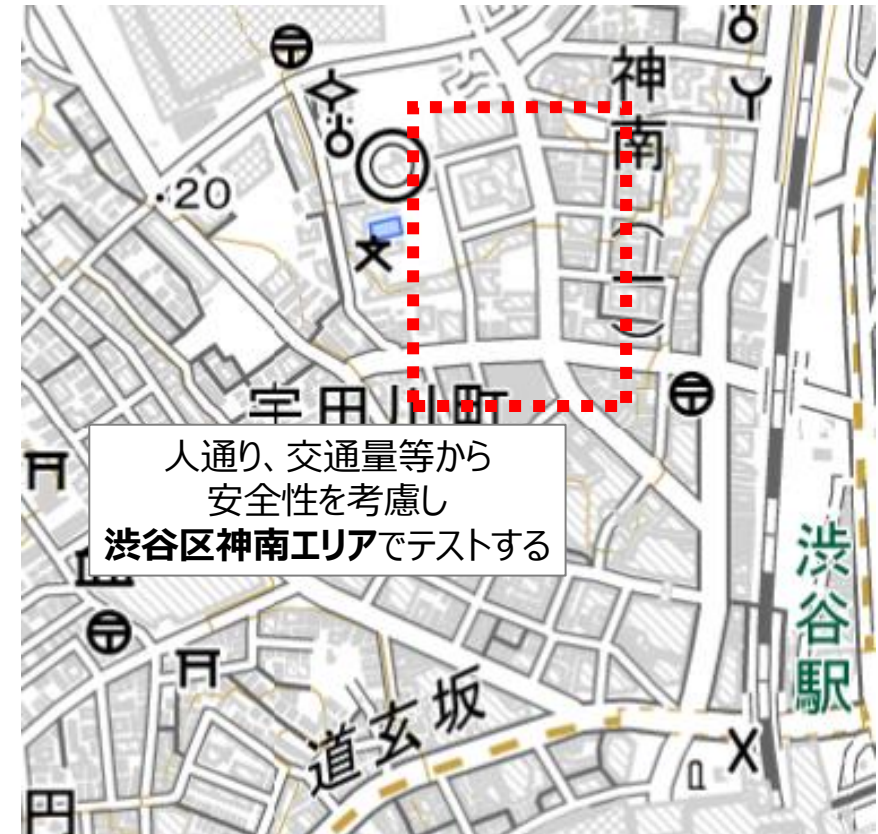 神南(一)
・20
宇田川町
人通り、交通量等から
安全性を考慮し
渋谷区神南エリアでテストする
渋谷駅
道玄坂
円